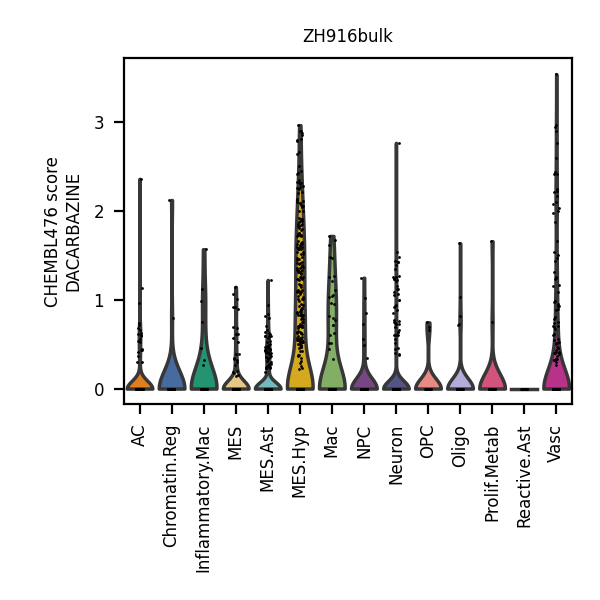 ZH916bulk
CHEMBL476 score
DACARBAZINE
3
2
1
0
AC
Chromatin.Reg
Inflammatory.Mac
MES
MES.Ast
MES.Hyp
Mac
NPC
Neuron
OPC
Oligo
Prolif.Metab
Reactive.Ast
Vasc